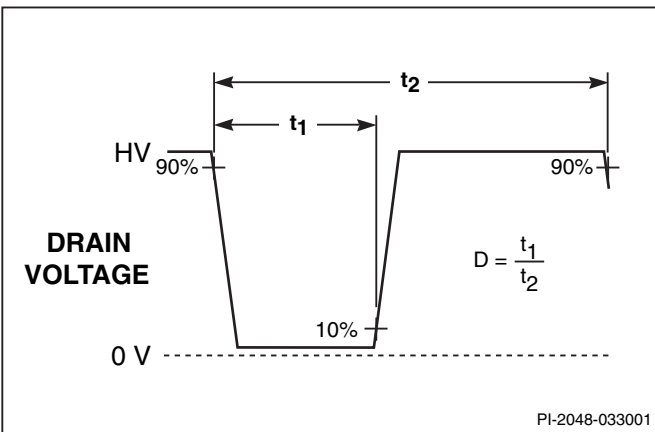 t2
t1
HV
90%
90%
DRAIN
VOLTAGE
D = t1/t2
10%
0 V
PI-2048-033001